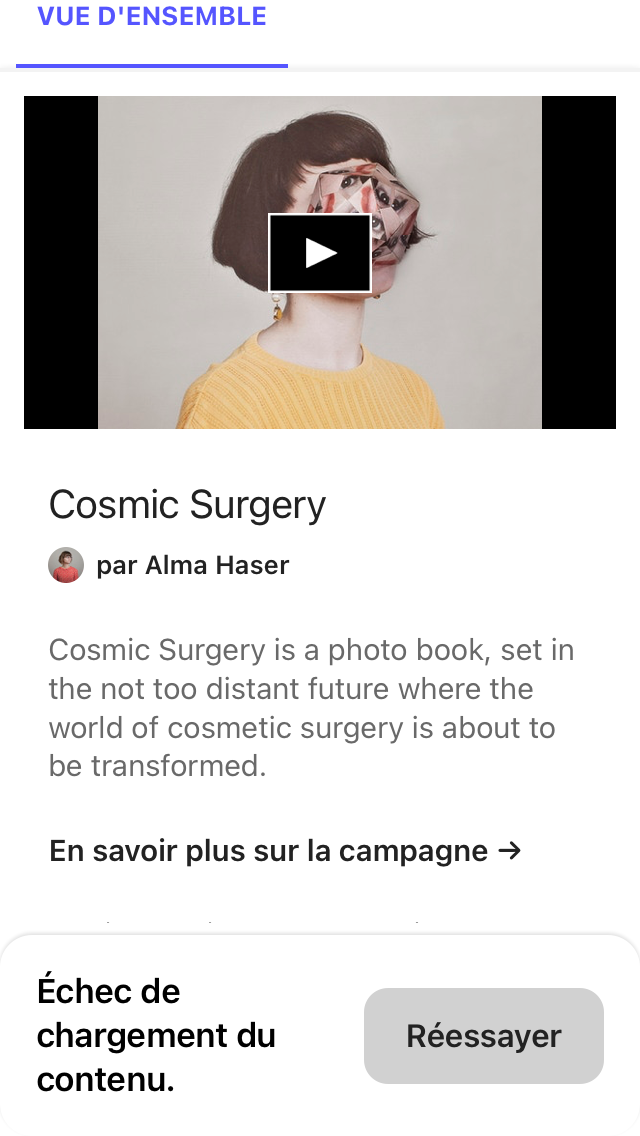 VUE D'ENSEMBLE
Cosmic Surgery
par Alma Haser
Cosmic Surgery is a photo book, set in
the not too distant future where the
world of cosmetic surgery is about to
be transformed.
En savoir plus sur la campagne →
Échec de
chargement du
contenu.
Réessayer